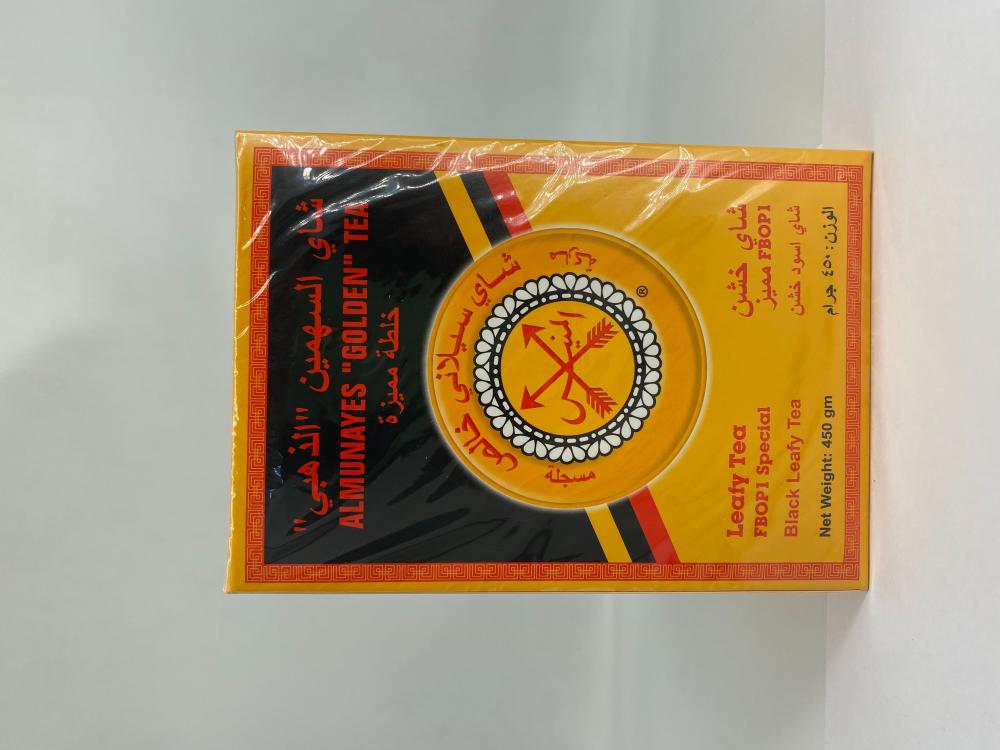 شاي السهمين "الذهبي"
ALMUNAYES "GOLDEN" TEA
خلطة مميزة
شاي سيلاني خالص
المنيس
®
مسجلة
Leafy Tea
شاي خشن
FBOP1 Special
مميز FBOP1
Black Leafy Tea
شاي اسود خشن
Net Weight: 450 gm
الوزن: ٤٥٠ جرام